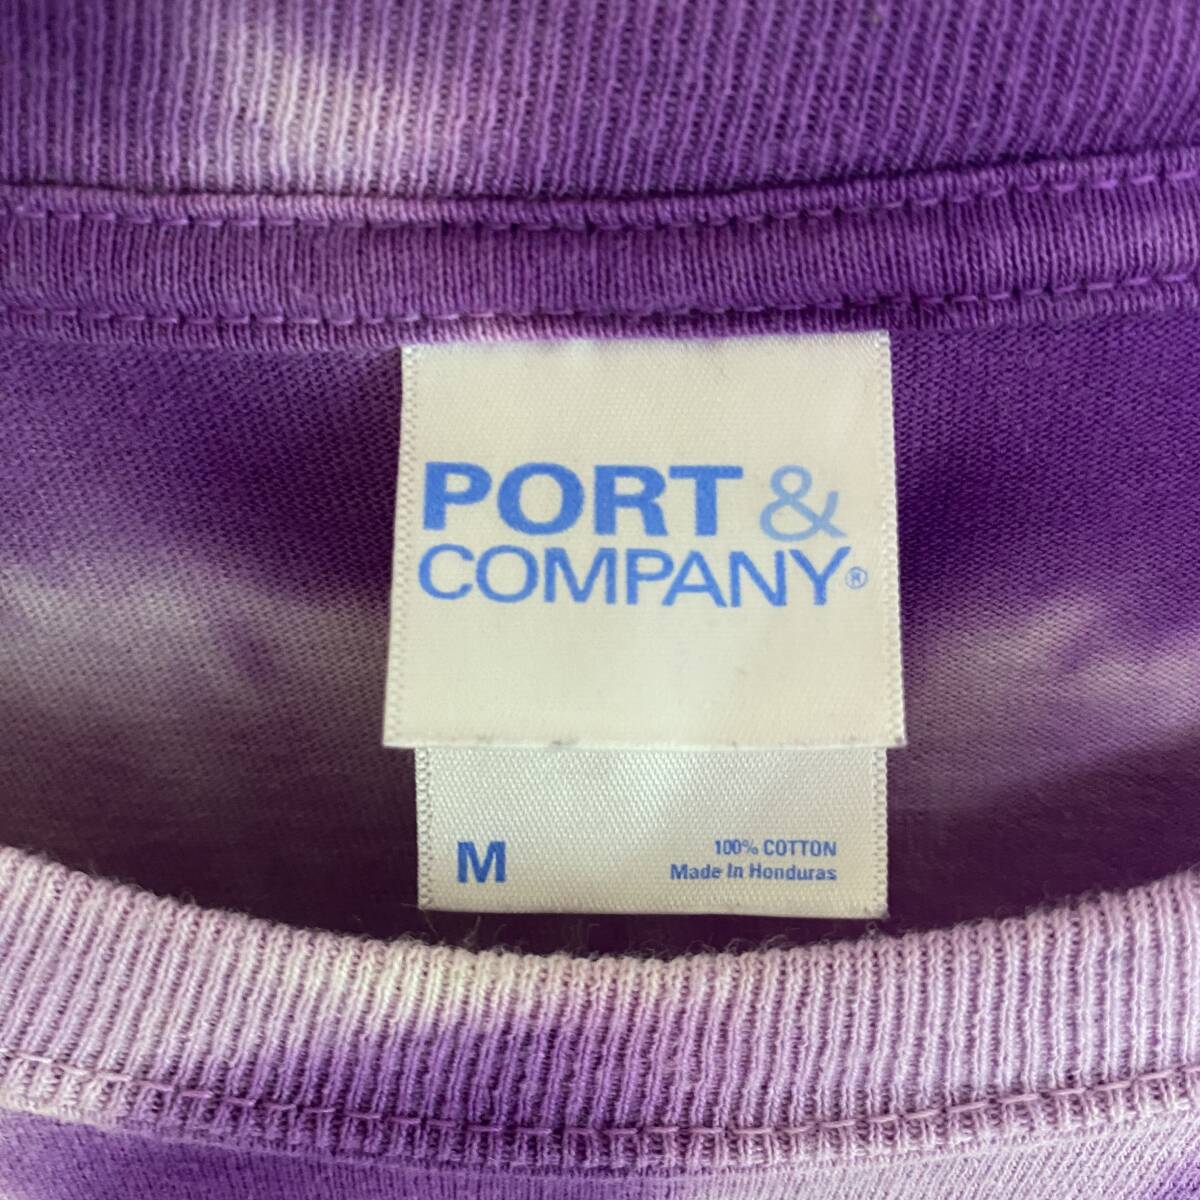 PORT &
COMPANY®
M
100% COTTON
Made In Honduras